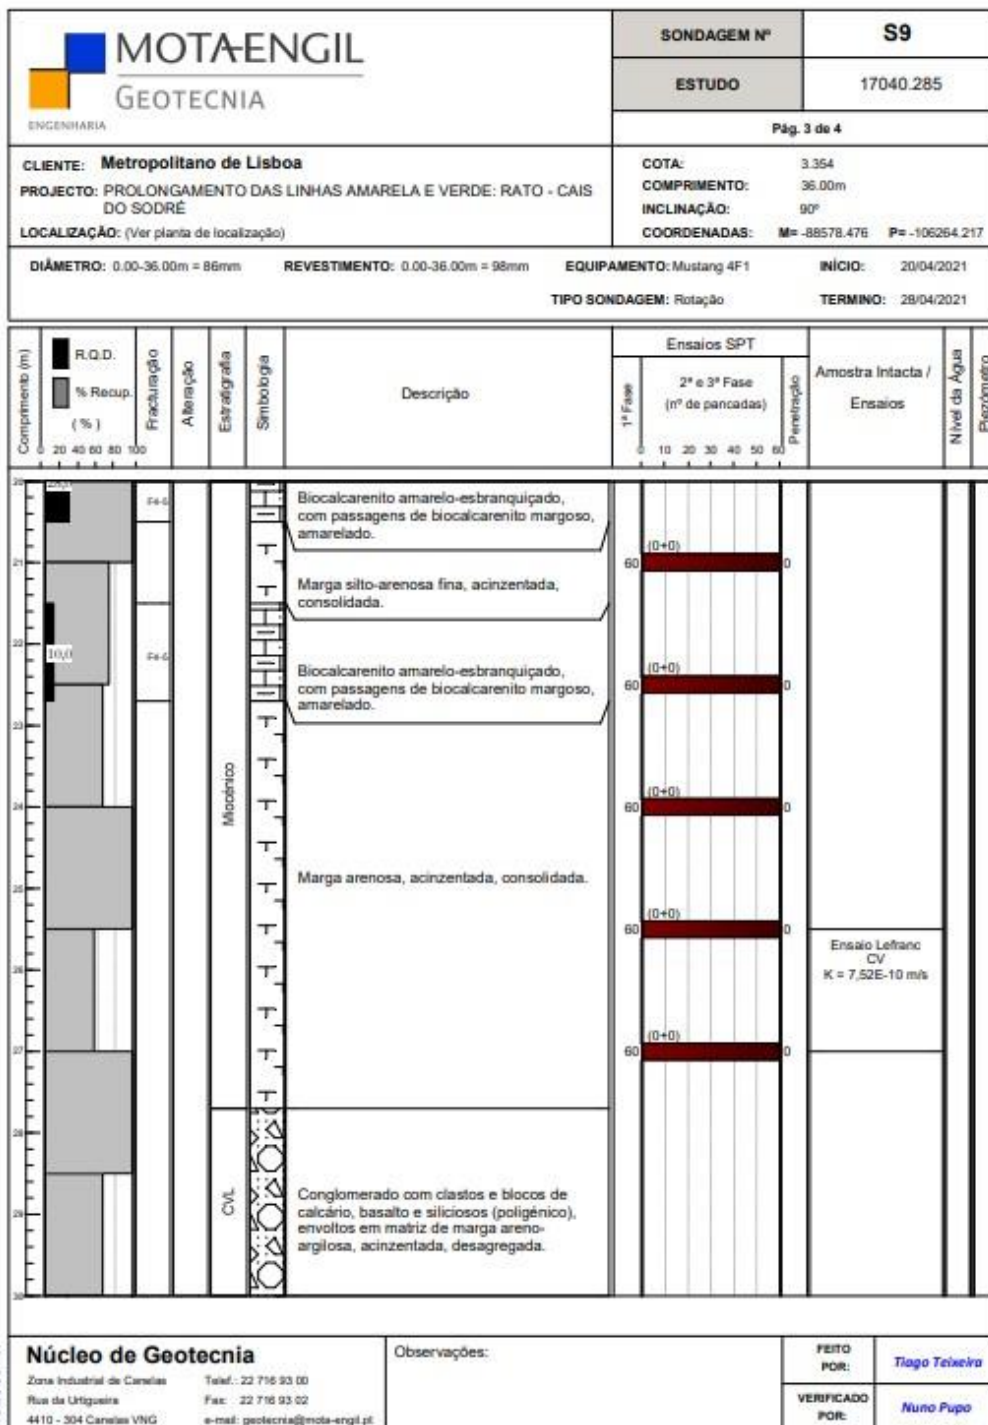 MOTA-ENGIL
GEOTECNIA
ENGENHARIA
SONDAGEM Nº S9
ESTUDO 17040.285
Pág. 3 de 4
CLIENTE: Metropolitano de Lisboa
PROJECTO: PROLONGAMENTO DAS LINHAS AMARELA E VERDE: RATO - CAIS
DO SODRÉ
LOCALIZAÇÃO: (Ver planta de localização)
COTA: 3.354
COMPRIMENTO: 36.00m
INCLINAÇÃO: 90º
COORDENADAS: M= -88578.476 P= -106264.217
DIÂMETRO: 0.00-36.00m = 86mm REVESTIMENTO: 0.00-36.00m = 98mm EQUIPAMENTO: Mustang 4F1 INÍCIO: 20/04/2021
TIPO SONDAGEM: Rotação TERMINO: 28/04/2021
Comprimento (m)
R.Q.D.
% Recup.
( % )
0 20 40 60 80 100
Fracturação
Alteração
Estratigrafia
Simbologia
Descrição
Ensaios SPT
1ª Fase
2ª e 3ª Fase
(nº de pancadas)
0 10 20 30 40 50 60
Penetração
Amostra Intacta /
Ensaios
Nível da Água
Piezómetro
20
Biocalcarenito amarelo-esbranquiçado,
com passagens de biocalcarenito margoso,
amarelado.
(0+0)
21 60 0
Marga silto-arenosa fina, acinzentada,
consolidada.
22
10,0
Biocalcarenito amarelo-esbranquiçado,
com passagens de biocalcarenito margoso,
amarelado.
(0+0)
60 0
23
Miocénico
(0+0)
24 60 0
Marga arenosa, acinzentada, consolidada.
25
(0+0)
60 0
Ensaio Lefranc
CV
K = 7,52E-10 m/s
26
(0+0)
27 60 0
28
CVL
Conglomerado com clastos e blocos de
calcário, basalto e siliciosos (poligénico),
envoltos em matriz de marga areno-
argilosa, acinzentada, desagregada.
29
30
Núcleo de Geotecnia
Zona Industrial de Canelas Telef.: 22 716 93 00
Rua da Urtigueira Fax: 22 716 93 02
4410 - 304 Canelas VNG e-mail: geotecnia@mota-engil.pt
Observações:
FEITO
POR: Tiago Teixeira
VERIFICADO
POR: Nuno Pupo